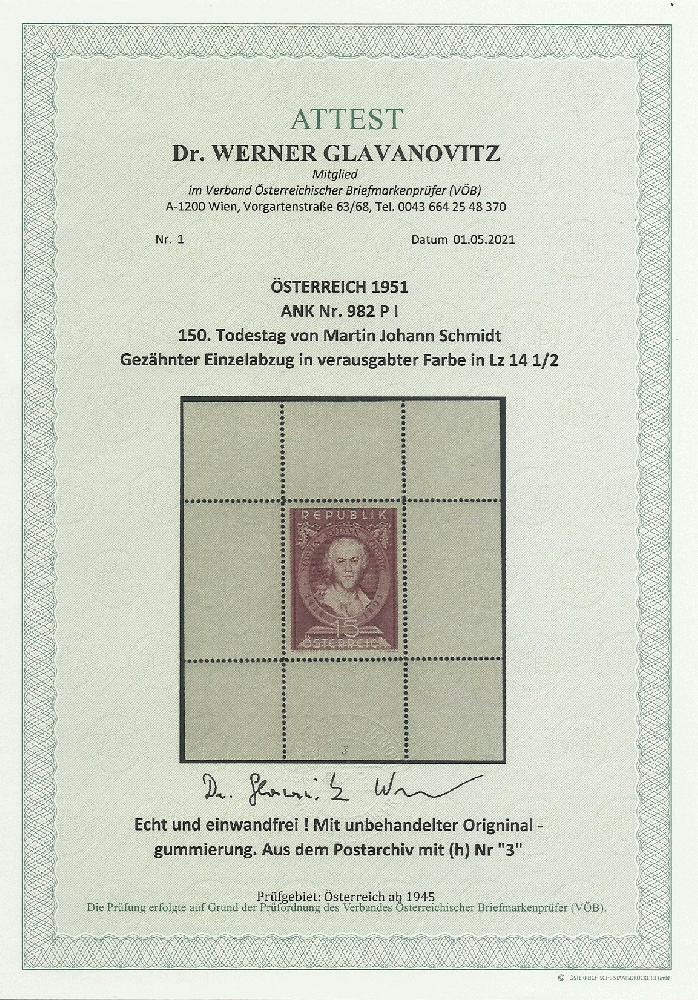 ATTEST
Dr. WERNER GLAVANOVITZ
Mitglied
im Verband Österreichischer Briefmarkenprüfer (VÖB)
A-1200 Wien, Vorgartenstraße 63/68, Tel. 0043 664 25 48 370
Nr. 1 Datum 01.05.2021
ÖSTERREICH 1951
ANK Nr. 982 P I
150. Todestag von Martin Johann Schmidt
Gezähnter Einzelabzug in verausgabter Farbe in Lz 14 1/2
REPUBLIK
15
ÖSTERREICH
3
Echt und einwandfrei ! Mit unbehandelter Origninal -
gummierung. Aus dem Postarchiv mit (h) Nr "3"
Prüfgebiet: Österreich ab 1945
Die Prüfung erfolgte auf Grund der Prüfordnung des Verbandes Österreichischer Briefmarkenprüfer (VÖB).